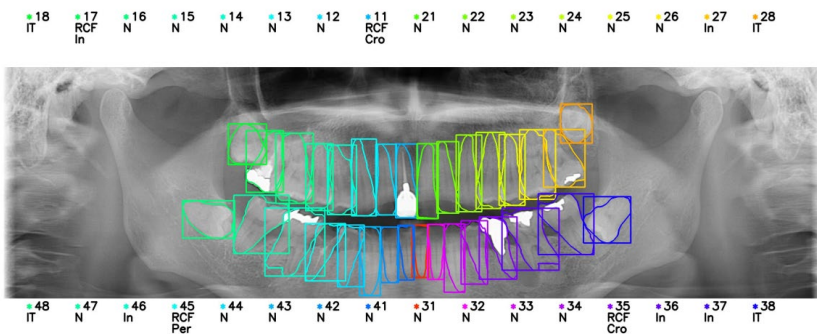 * 18 * 17 * 16 * 15 * 14 * 13 * 12 * 11 * 21 * 22 * 23 * 24 * 25 * 26 * 27 * 28
IT RCF N N N N N RCF N N N N N N In IT
In Cro
* 48 * 47 * 46 * 45 * 44 * 43 * 42 * 41 * 31 * 32 * 33 * 34 * 35 * 36 * 37 * 38
IT N In RCF N N N N N N N N RCF In In IT
Per Cro